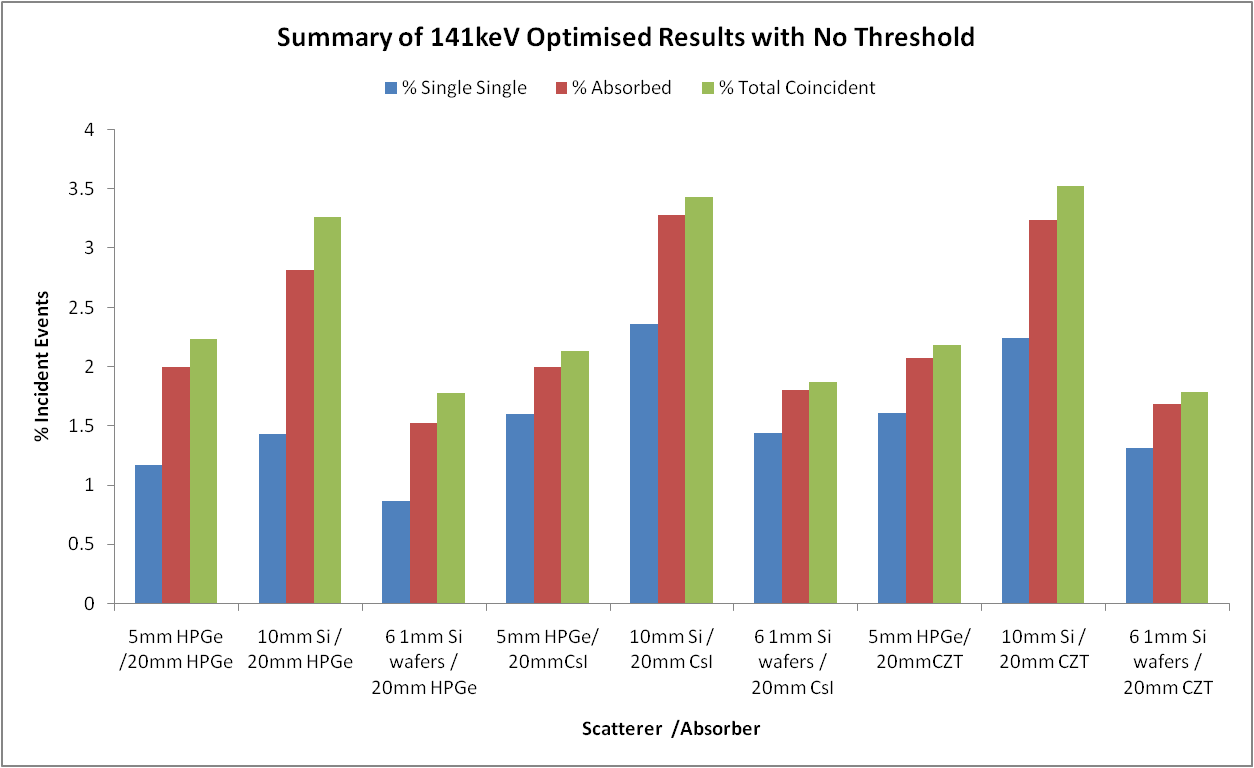 Summary of 141keV Optimised Results with No Threshold
% Single Single
% Absorbed
% Total Coincident
% Incident Events
4
3.5
3
2.5
2
1.5
1
0.5
0
5mm HPGe
/20mm HPGe
10mm Si /
20mm HPGe
6 1mm Si
wafers /
20mm HPGe
5mm HPGe/
20mmCsI
10mm Si /
20mm CsI
6 1mm Si
wafers /
20mm CsI
5mm HPGe/
20mmCZT
10mm Si /
20mm CZT
6 1mm Si
wafers /
20mm CZT
Scatterer /Absorber